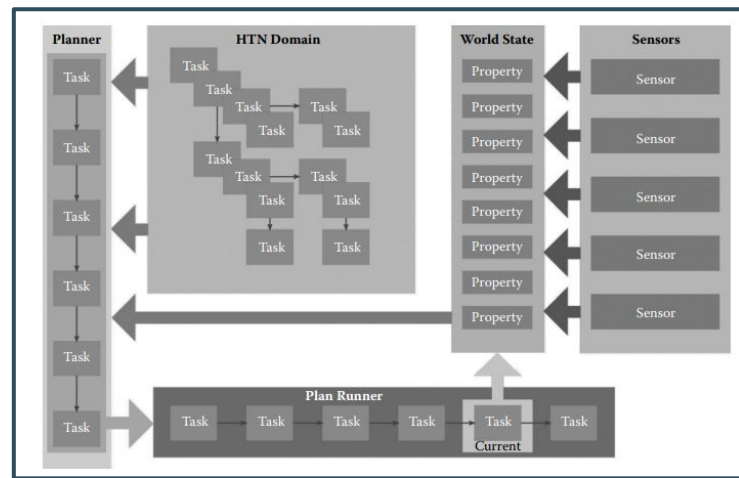 Planner
Task
Task
Task
Task
Task
Task
HTN Domain
Task
Task
Task
Task
Task
Task
Task
Task
Task
Task
Task
Task
Task
World State
Property
Property
Property
Property
Property
Property
Property
Property
Sensors
Sensor
Sensor
Sensor
Sensor
Sensor
Plan Runner
Task
Task
Task
Task
Task
Task
Current